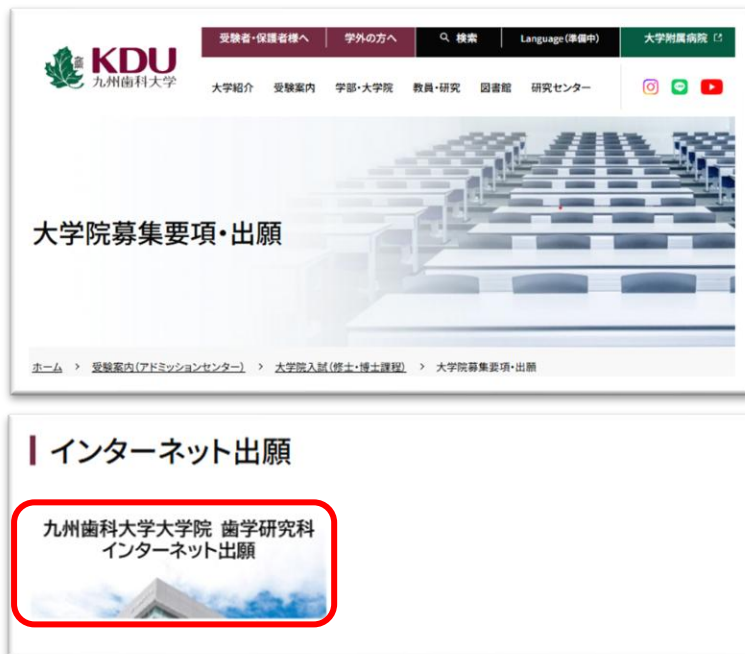 受験者・保護者様へ
学外の方へ
検索
Language(準備中)
大学附属病院
歯 KDU
九州歯科大学
大学紹介
受験案内
学部・大学院
教員・研究
図書館
研究センター
大学院募集要項・出願
ホーム > 受験案内(アドミッションセンター) > 大学院入試(修士・博士課程) > 大学院募集要項・出願
インターネット出願
九州歯科大学大学院 歯学研究科
インターネット出願